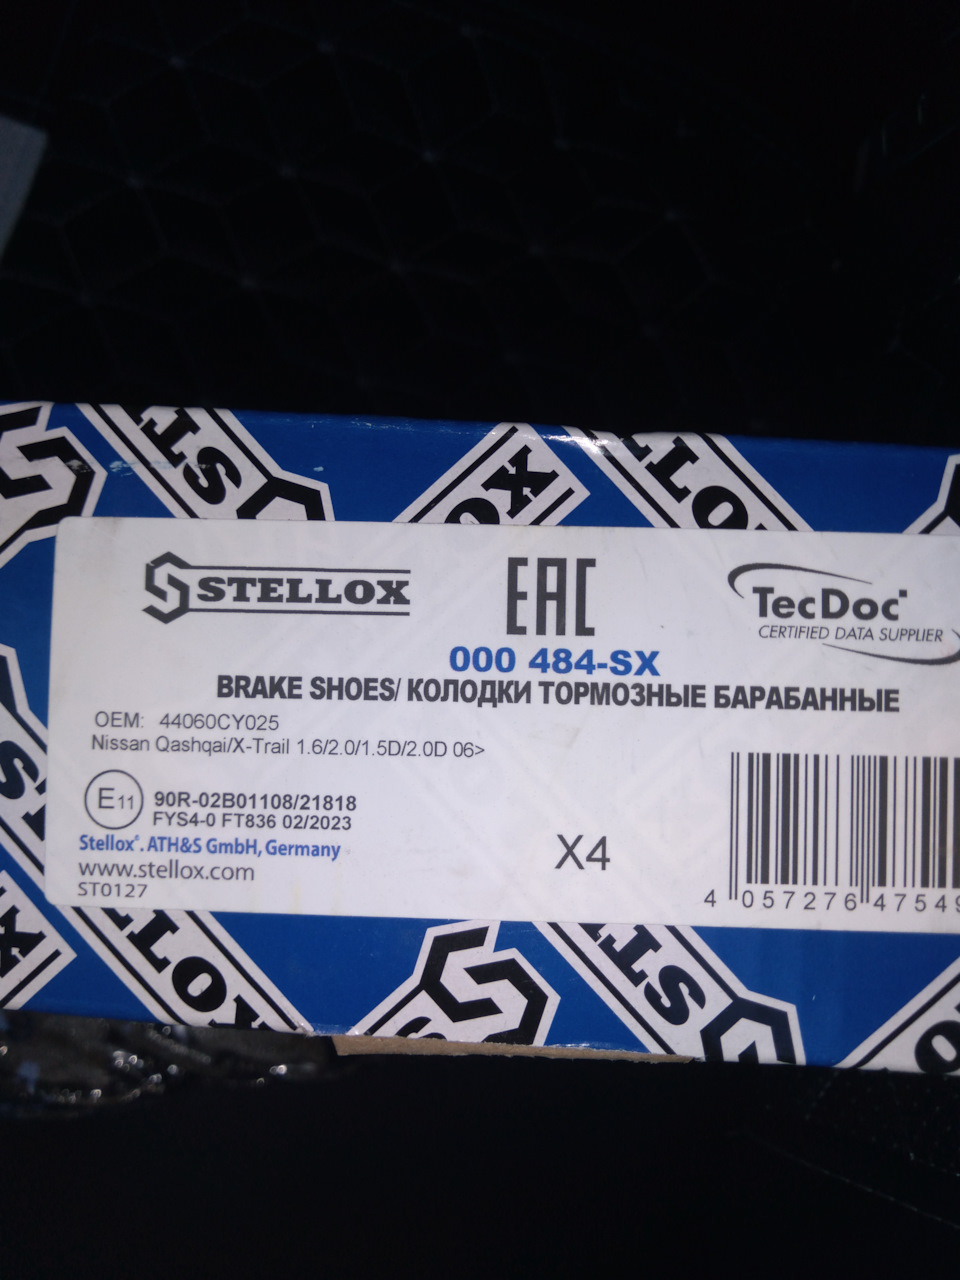 STELLOX
EAC
TecDoc
CERTIFIED DATA SUPPLIER
000 484-SX
BRAKE SHOES/ КОЛОДКИ ТОРМОЗНЫЕ БАРАБАННЫЕ
OEM: 44060CY025
Nissan Qashqai/X-Trail 1.6/2.0/1.5D/2.0D 06>
E11
90R-02B01108/21818
FYS4-0 FT836 02/2023
Stellox®. ATH&S GmbH, Germany
www.stellox.com
ST0127
X4
4 057276 47549